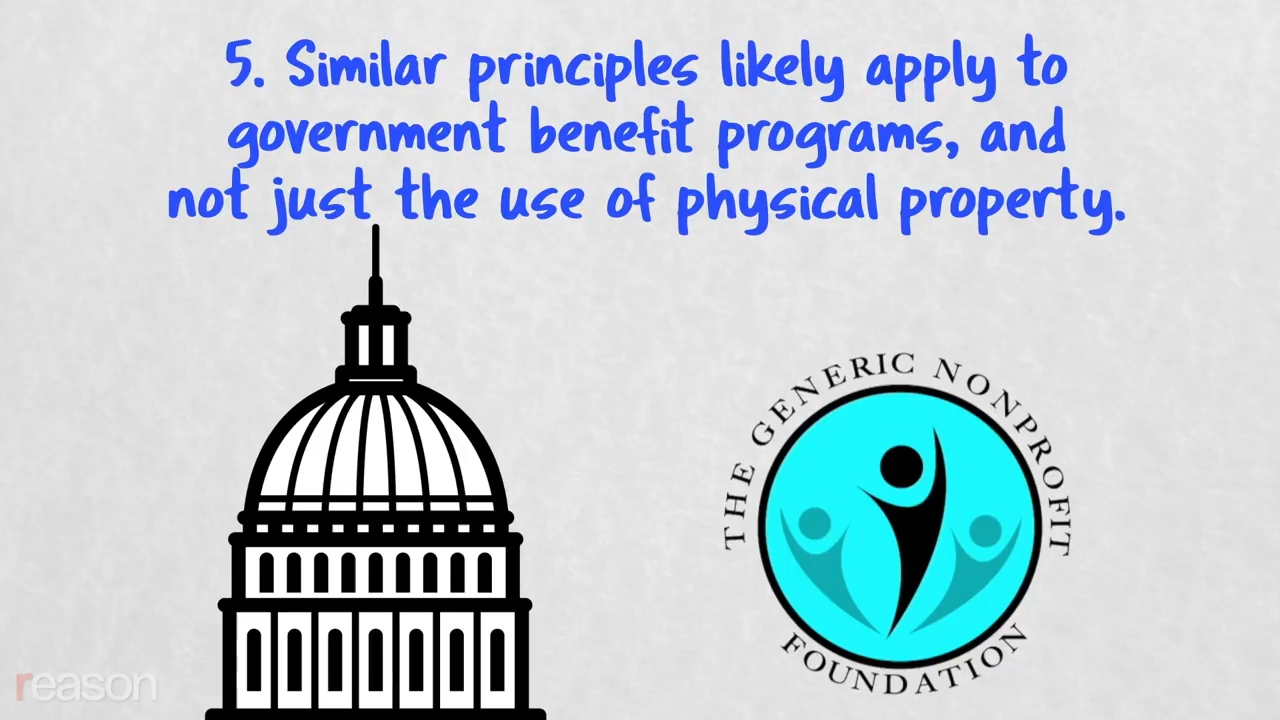 5. Similar principles likely apply to
government benefit programs, and
not just the use of physical property.
THE GENERIC NONPROFIT
FOUNDATION
reason